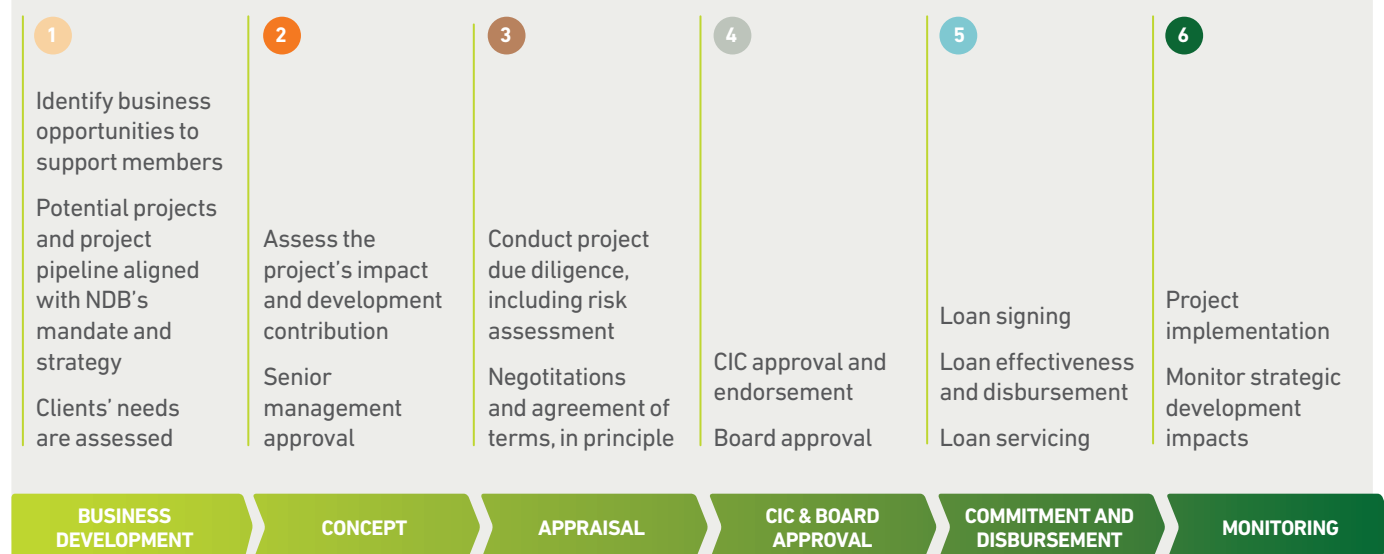 1
Identify business
opportunities to
support members
Potential projects
and project
pipeline aligned
with NDB's
mandate and
strategy
Clients' needs
are assessed
BUSINESS
DEVELOPMENT
2
Assess the
project's impact
and development
contribution
Senior
management
approval
CONCEPT
3
Conduct project
due diligence,
including risk
assessment
Negotitations
and agreement of
terms, in principle
APPRAISAL
4
CIC approval and
endorsement
Board approval
CIC & BOARD
APPROVAL
5
Loan signing
Loan effectiveness
and disbursement
Loan servicing
COMMITMENT AND
DISBURSEMENT
6
Project
implementation
Monitor strategic
development
impacts
MONITORING